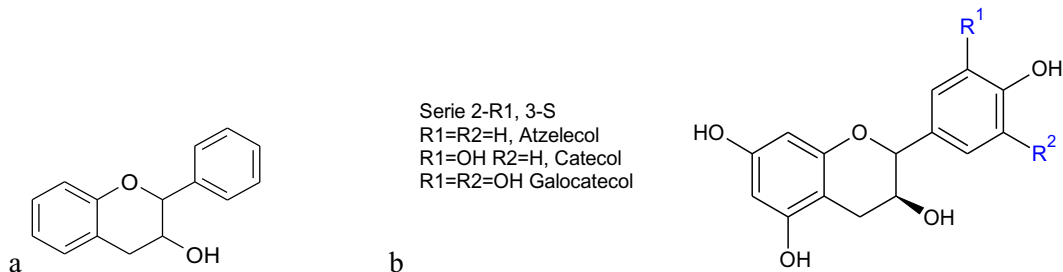 a
O
OH
b
Serie 2-R1, 3-S
R1=R2=H, Atzelecol
R1=OH R2=H, Catecol
R1=R2=OH Galocatecol
R¹
OH
HO
O
R²
OH
OH